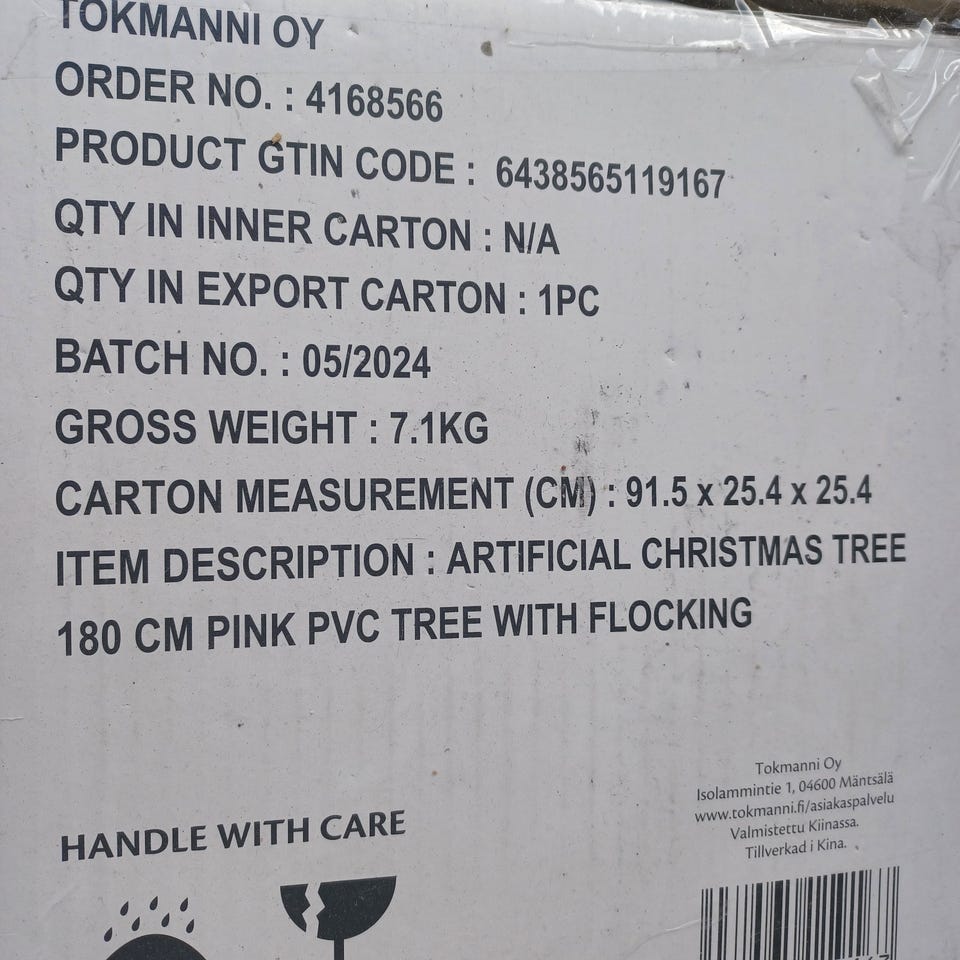 TOKMANNI OY
ORDER NO. : 4168566
PRODUCT GTIN CODE : 6438565119167
QTY IN INNER CARTON : N/A
QTY IN EXPORT CARTON : 1PC
BATCH NO. : 05/2024
GROSS WEIGHT : 7.1KG
CARTON MEASUREMENT (CM) : 91.5 x 25.4 x 25.4
ITEM DESCRIPTION : ARTIFICIAL CHRISTMAS TREE
180 CM PINK PVC TREE WITH FLOCKING
Tokmanni Oy
Isolammintie 1, 04600 Mäntsälä
www.tokmanni.fi/asiakaspalvelu
Valmistettu Kiinassa.
Tillverkad i Kina.
HANDLE WITH CARE